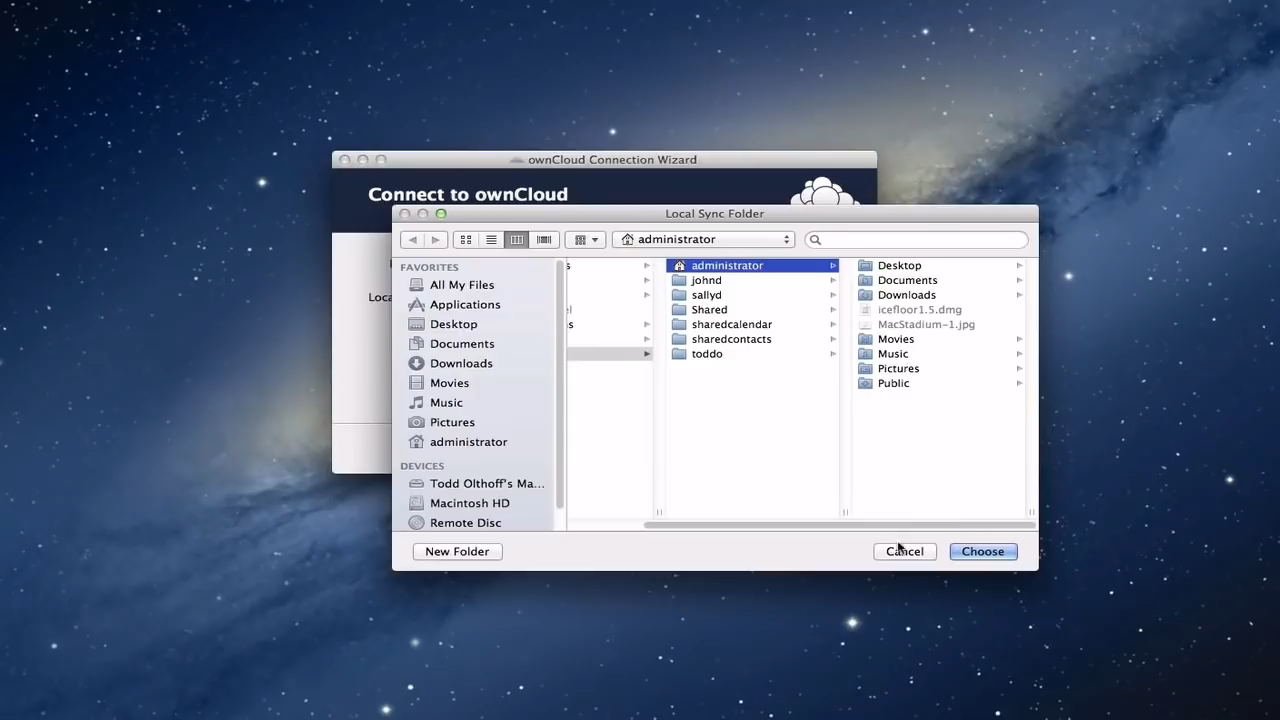 ownCloud Connection Wizard
Connect to ownCloud
Local Sync Folder
administrator
FAVORITES
All My Files
Applications
Desktop
Documents
Downloads
Movies
Music
Pictures
administrator
DEVICES
Todd Olthoff's Ma...
Macintosh HD
Remote Disc
administrator
johnd
sallyd
Shared
sharedcalendar
sharedcontacts
toddo
Desktop
Documents
Downloads
icefloor1.5.dmg
MacStadium-1.jpg
Movies
Music
Pictures
Public
Loca
New Folder
Cancel
Choose